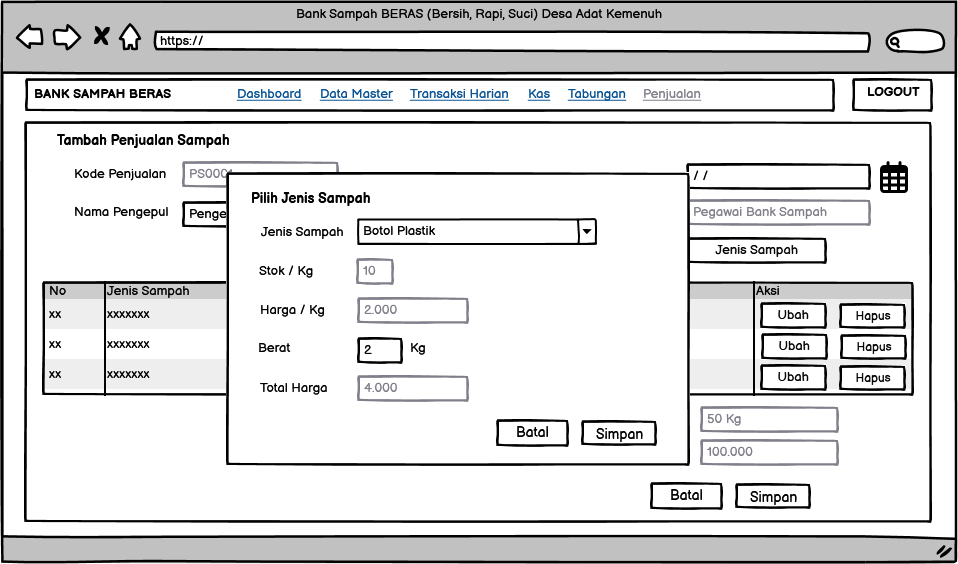 Bank Sampah BERAS (Bersih, Rapi, Suci) Desa Adat Kemenuh
https://
BANK SAMPAH BERAS Dashboard Data Master Transaksi Harian Kas Tabungan Penjualan LOGOUT
Tambah Penjualan Sampah
Kode Penjualan PS0001 / /
Nama Pengepul Penge Pegawai Bank Sampah
Jenis Sampah
Pilih Jenis Sampah
Jenis Sampah Botol Plastik
Stok / Kg 10
Harga / Kg 2.000
Berat 2 Kg
Total Harga 4.000
Batal Simpan
No Jenis Sampah Aksi
xx xxxxxxx Ubah Hapus
xx xxxxxxx Ubah Hapus
xx xxxxxxx Ubah Hapus
50 Kg
100.000
Batal Simpan